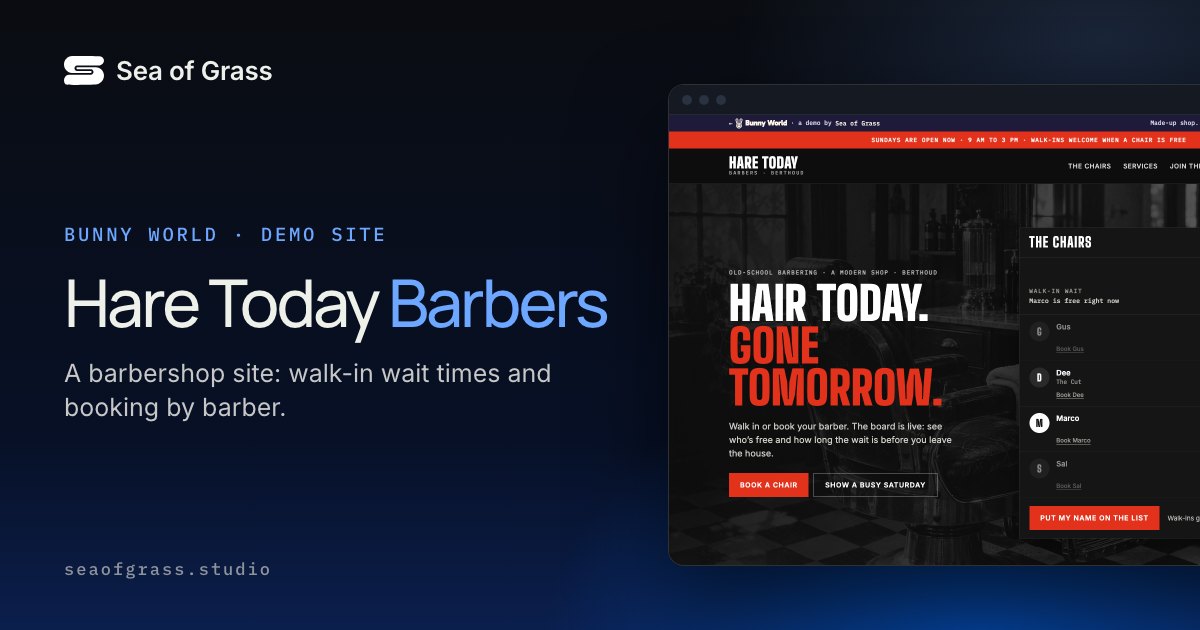 Sea of Grass
BUNNY WORLD · DEMO SITE
Hare Today Barbers
A barbershop site: walk-in wait times and
booking by barber.
seaofgrass.studio
← Bunny World · a demo by Sea of Grass
Made-up shop.
SUNDAYS ARE OPEN NOW · 9 AM TO 3 PM · WALK-INS WELCOME WHEN A CHAIR IS FREE
HARE TODAY
BARBERS · BERTHOUD
THE CHAIRS
SERVICES
JOIN TH
OLD-SCHOOL BARBERING · A MODERN SHOP · BERTHOUD
HAIR TODAY.
GONE
TOMORROW.
Walk in or book your barber. The board is live: see
who's free and how long the wait is before you leave
the house.
BOOK A CHAIR
SHOW A BUSY SATURDAY
THE CHAIRS
WALK-IN WAIT
Marco is free right now
G
Gus
Book Gus
D
Dee
The Cut
Book Dee
M
Marco
Book Marco
S
Sal
Book Sal
PUT MY NAME ON THE LIST
Walk-ins g